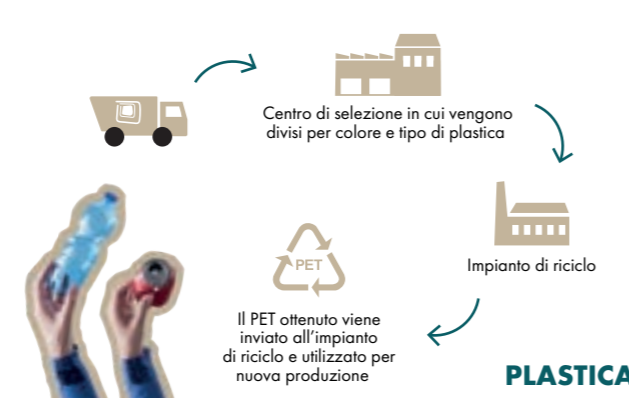 Centro di selezione in cui vengono
divisi per colore e tipo di plastica
Impianto di riciclo
PET
Il PET ottenuto viene
inviato all’impianto
di riciclo e utilizzato per
nuova produzione
PLASTICA